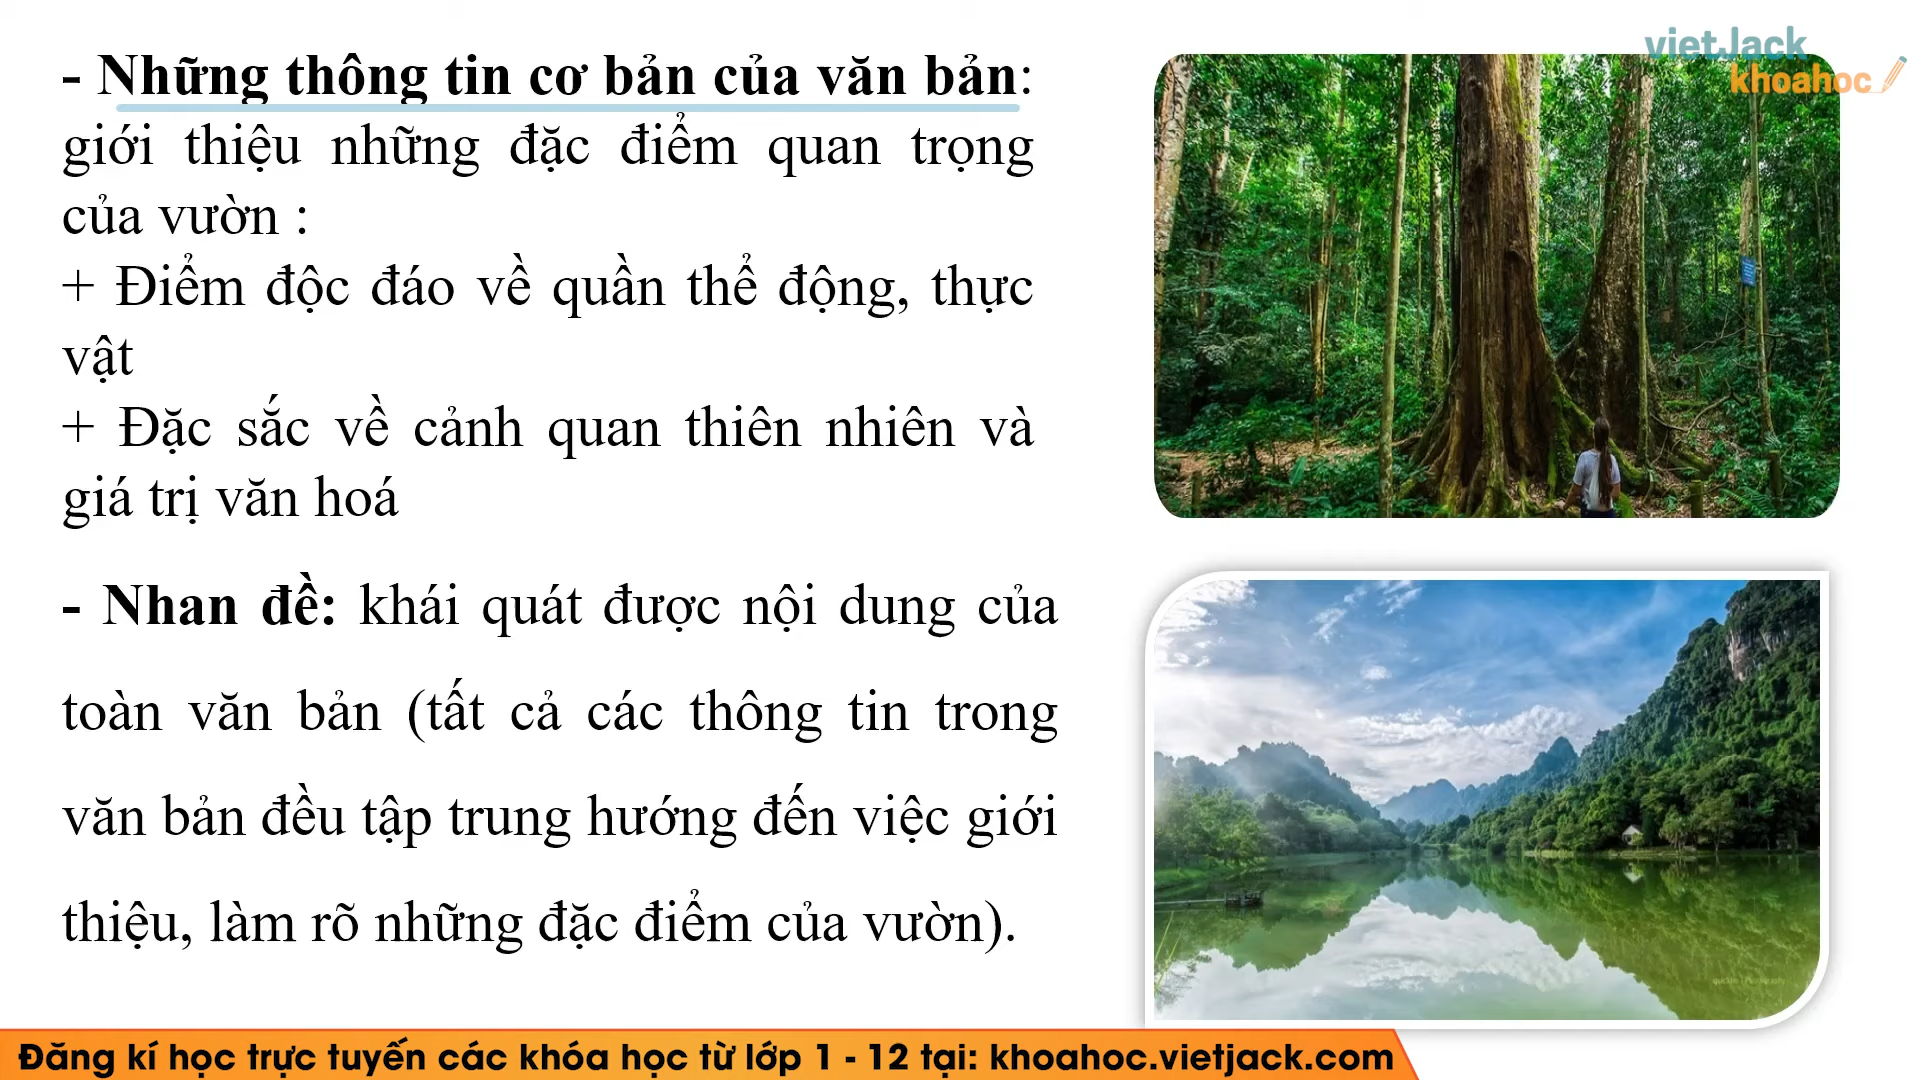 - Những thông tin cơ bản của văn bản:
giới thiệu những đặc điểm quan trọng
của vườn :
+ Điểm độc đáo về quần thể động, thực
vật
+ Đặc sắc về cảnh quan thiên nhiên và
giá trị văn hoá
- Nhan đề: khái quát được nội dung của
toàn văn bản (tất cả các thông tin trong
văn bản đều tập trung hướng đến việc giới
thiệu, làm rõ những đặc điểm của vườn).
vietJack
khoahoc
Đăng kí học trực tuyến các khóa học từ lớp 1 - 12 tại: khoahoc.vietjack.com